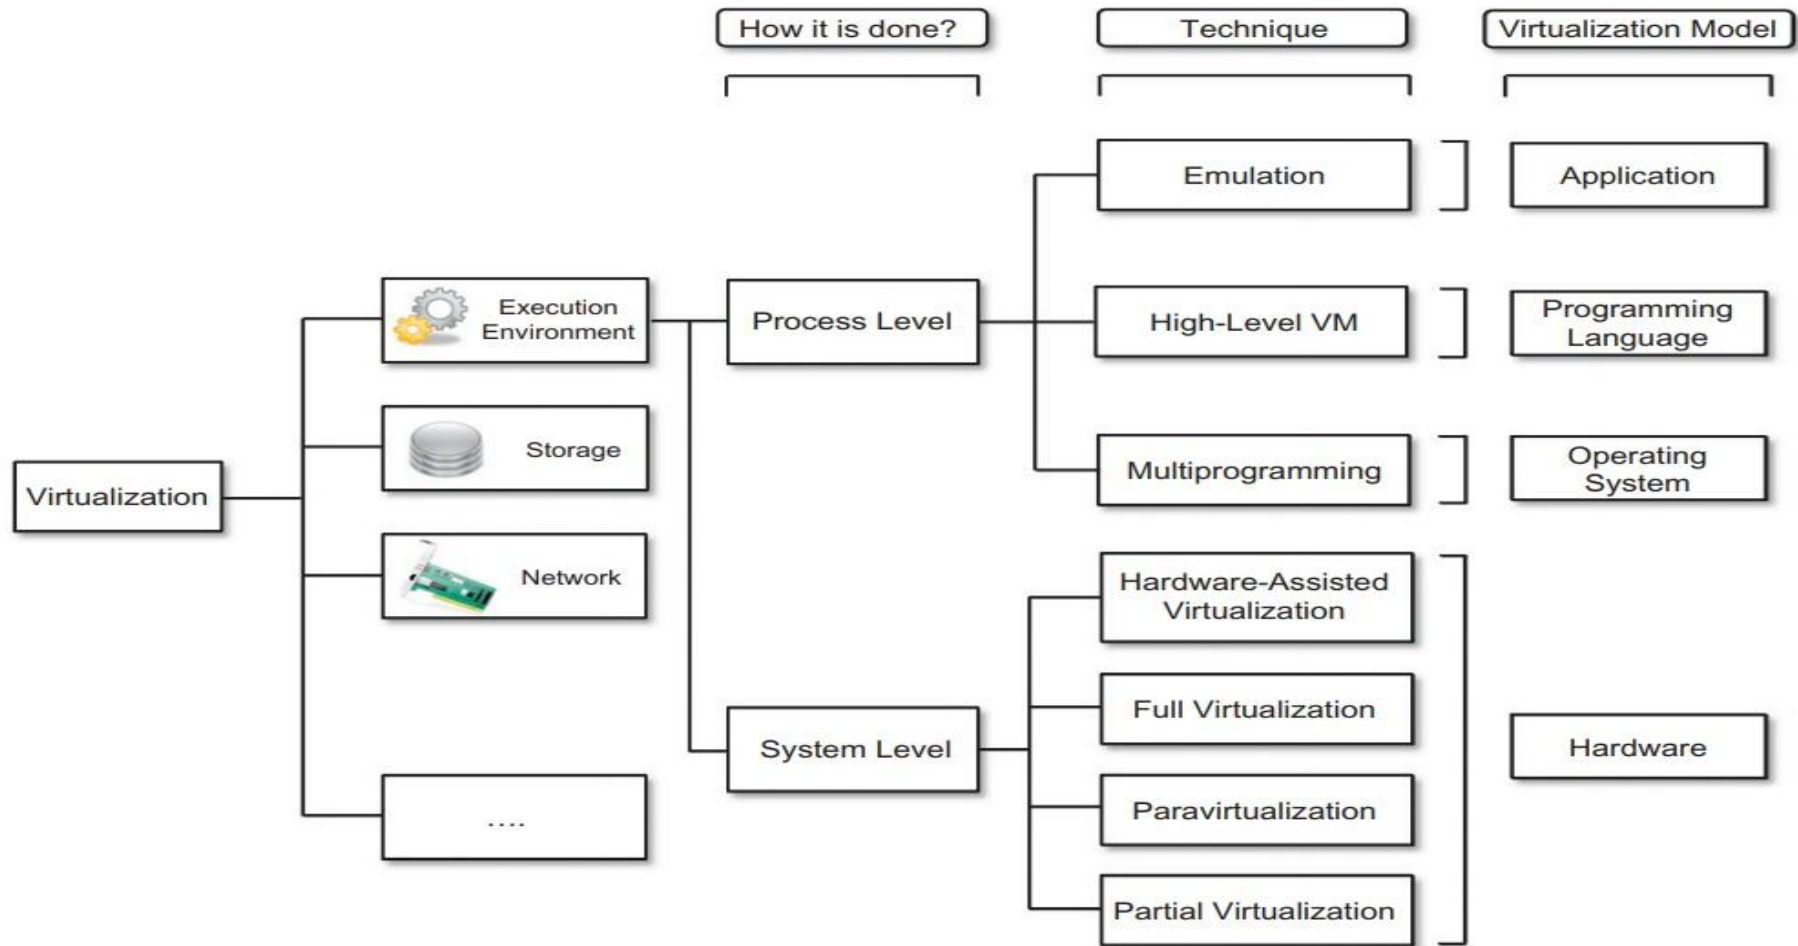 How it is done?
Technique
Virtualization Model
Emulation
Application
Execution
Environment
Process Level
High-Level VM
Programming
Language
Storage
Multiprogramming
Operating
System
Virtualization
Network
Hardware-Assisted
Virtualization
Full Virtualization
System Level
Hardware
Paravirtualization
....
Partial Virtualization